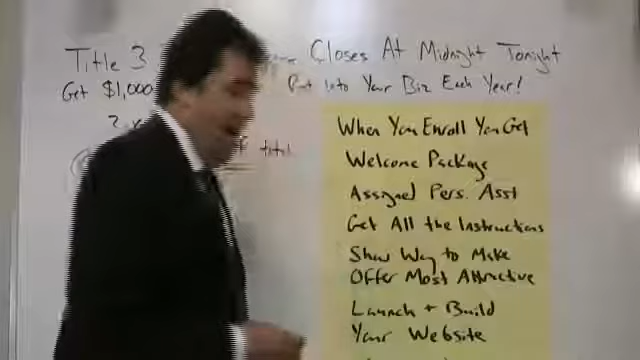 Title 3 Closes At Midnight Tonight
Get $1,000 Put Into Your Biz Each Year!
When You Enroll You Get
Welcome Package
Assigned Pers. Asst
Get All the Instructions
Show Way to Make
Offer Most Attractive
Launch + Build
Your Website